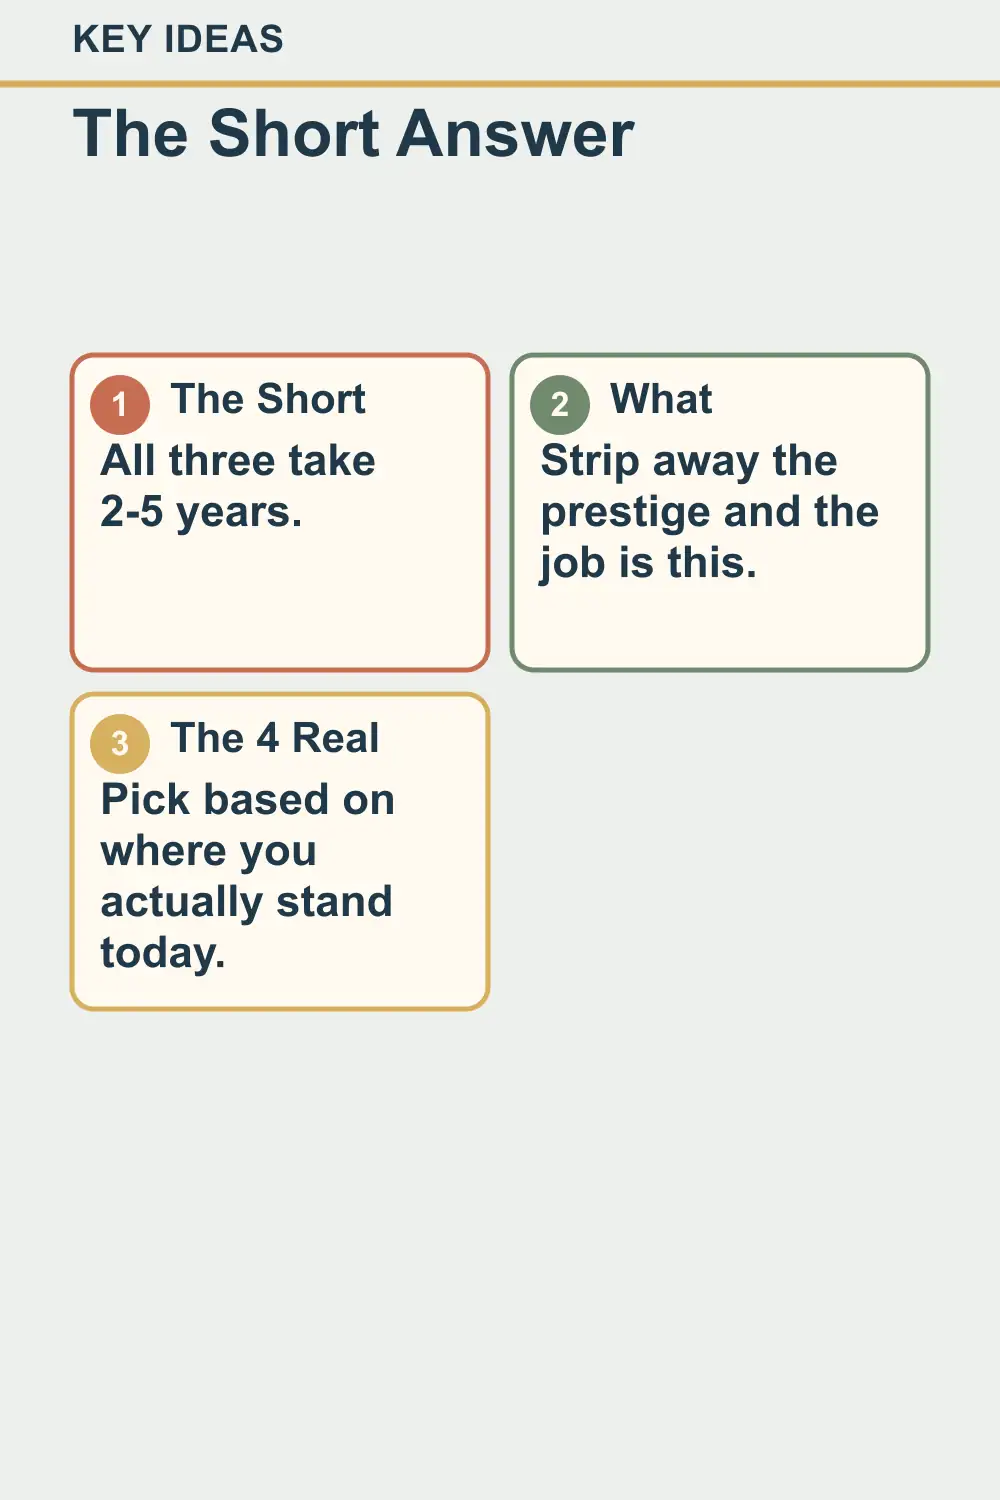 KEY IDEAS
The Short Answer
1 The Short
All three take
2-5 years.
2 What
Strip away the
prestige and the
job is this.
3 The 4 Real
Pick based on
where you
actually stand
today.